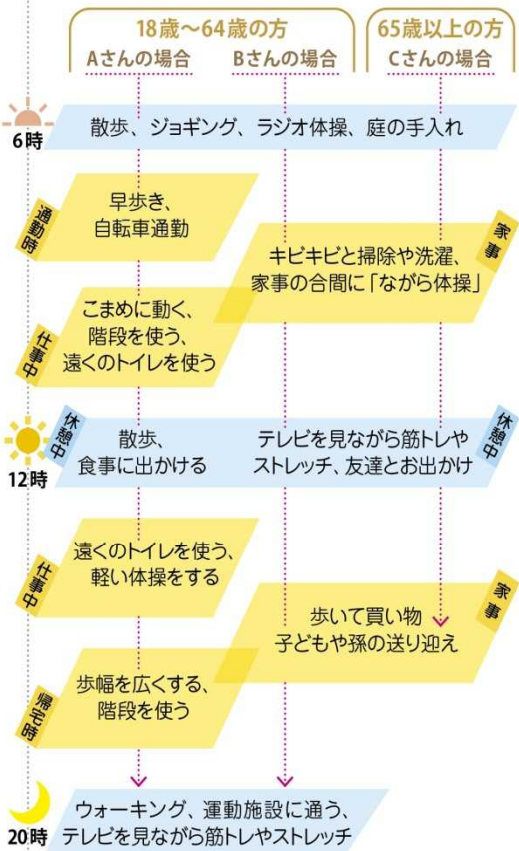 18歳～64歳の方
65歳以上の方
Aさんの場合
Bさんの場合
Cさんの場合
6時
散歩、ジョギング、ラジオ体操、庭の手入れ
通勤時
早歩き、
自転車通勤
家事
キビキビと掃除や洗濯、
家事の合間に「ながら体操」
仕事中
こまめに動く、
階段を使う、
遠くのトイレを使う
12時
休憩中
散歩、
食事に出かける
テレビを見ながら筋トレや
ストレッチ、友達とお出かけ
休憩中
仕事中
遠くのトイレを使う、
軽い体操をする
家事
歩いて買い物
子どもや孫の送り迎え
帰宅時
歩幅を広くする、
階段を使う
20時
ウォーキング、運動施設に通う、
テレビを見ながら筋トレやストレッチ